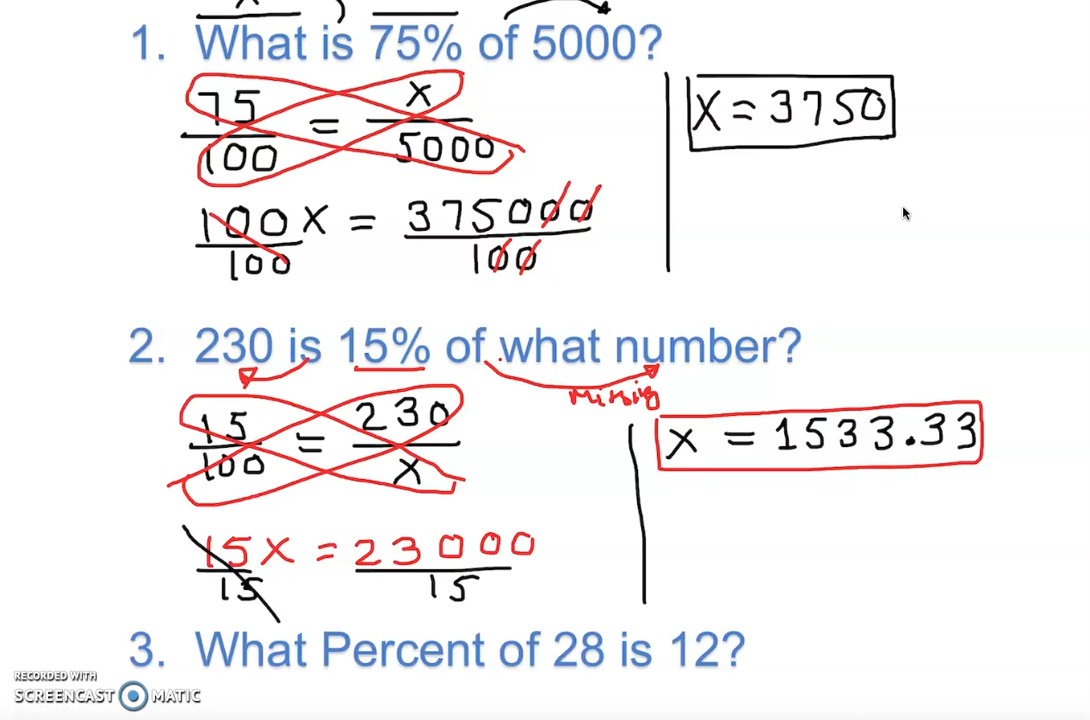 1. What is 75% of 5000?
75/100 = x/5000
x = 3750
100x/100 = 375000/100
2. 230 is 15% of what number?
Missing
15/100 = 230/x
x = 1533.33
15x/15 = 23000/15
3. What Percent of 28 is 12?
RECORDED WITH
SCREENCAST MATIC